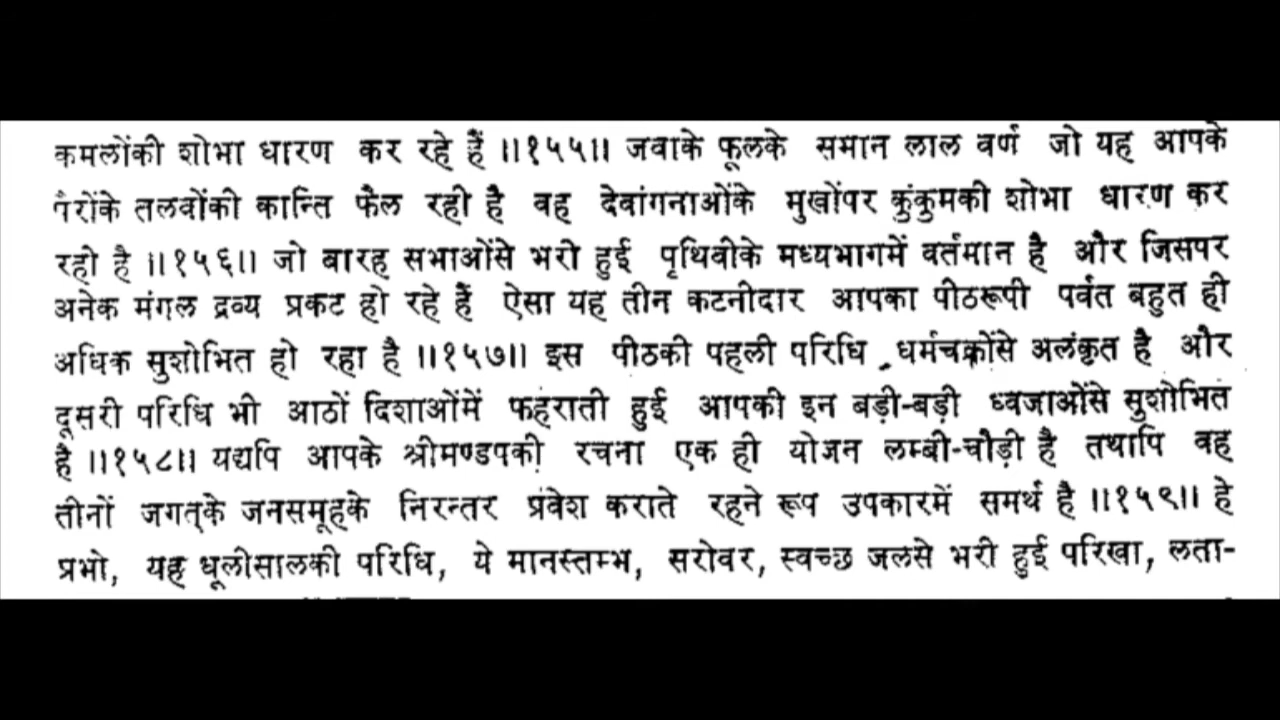 कमलोंकी शोभा धारण कर रहे हैं ॥१५५॥ जवाके फूलके समान लाल वर्ण जो यह आपके
पैरोंके तलवोंकी कान्ति फैल रही है वह देवांगनाओंके मुखोंपर कुंकुमकी शोभा धारण कर
रही है ॥१५६॥ जो बारह सभाओंसे भरी हुई पृथिवीके मध्यभागमें वर्तमान है और जिसपर
अनेक मंगल द्रव्य प्रकट हो रहे हैं ऐसा यह तीन कटनीदार आपका पीठरूपी पर्वत बहुत ही
अधिक सुशोभित हो रहा है ॥१५७॥ इस पीठकी पहली परिधि धर्मचक्रोंसे अलंकृत है और
दूसरी परिधि भी आठों दिशाओंमें फहराती हुई आपकी इन बड़ी-बड़ी ध्वजाओंसे सुशोभित
है ॥१५८॥ यद्यपि आपके श्रीमण्डपकी रचना एक ही योजन लम्बी-चौड़ी है तथापि वह
तीनों जगत्‌के जनसमूहके निरन्तर प्रवेश कराते रहने रूप उपकारमें समर्थ है ॥१५९॥ हे
प्रभो, यह धूलीसालकी परिधि, ये मानस्तम्भ, सरोवर, स्वच्छ जलसे भरी हुई परिखा, लता-